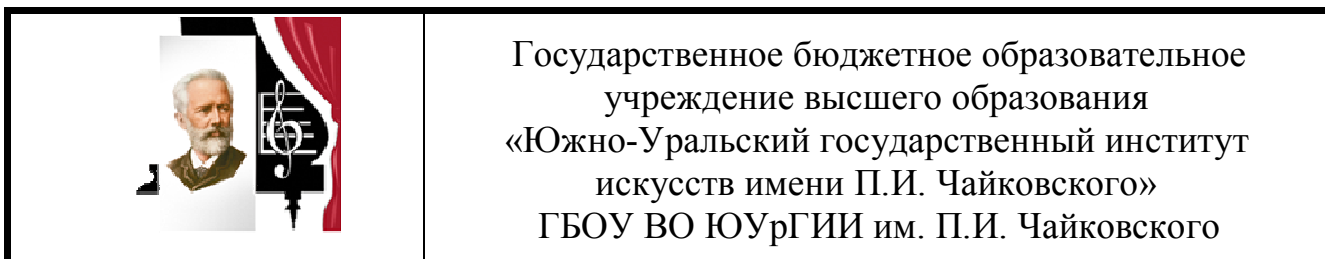 Государственное бюджетное образовательное
учреждение высшего образования
«Южно-Уральский государственный институт
искусств имени П.И. Чайковского»
ГБОУ ВО ЮУрГИИ им. П.И. Чайковского